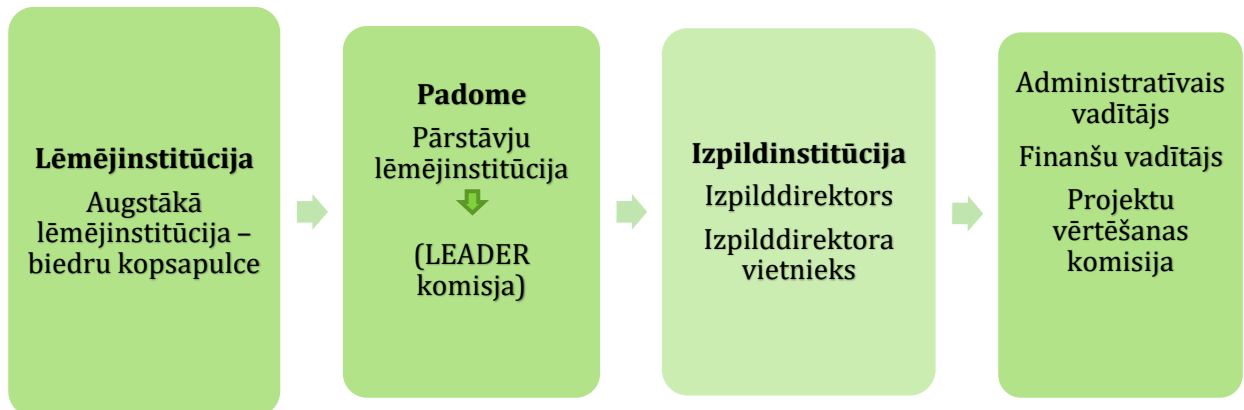 Lēmējinstitūcija
Augstākā
lēmējinstitūcija –
biedru kopsapulce
Padome
Pārstāvju
lēmējinstitūcija
(LEADER
komisja)
Izpildinstitūcija
Izpilddirektors
Izpilddirektora
vietnieks
Administratīvais
vadītājs
Finanšu vadītājs
Projektu
vērtēšanas
komisija